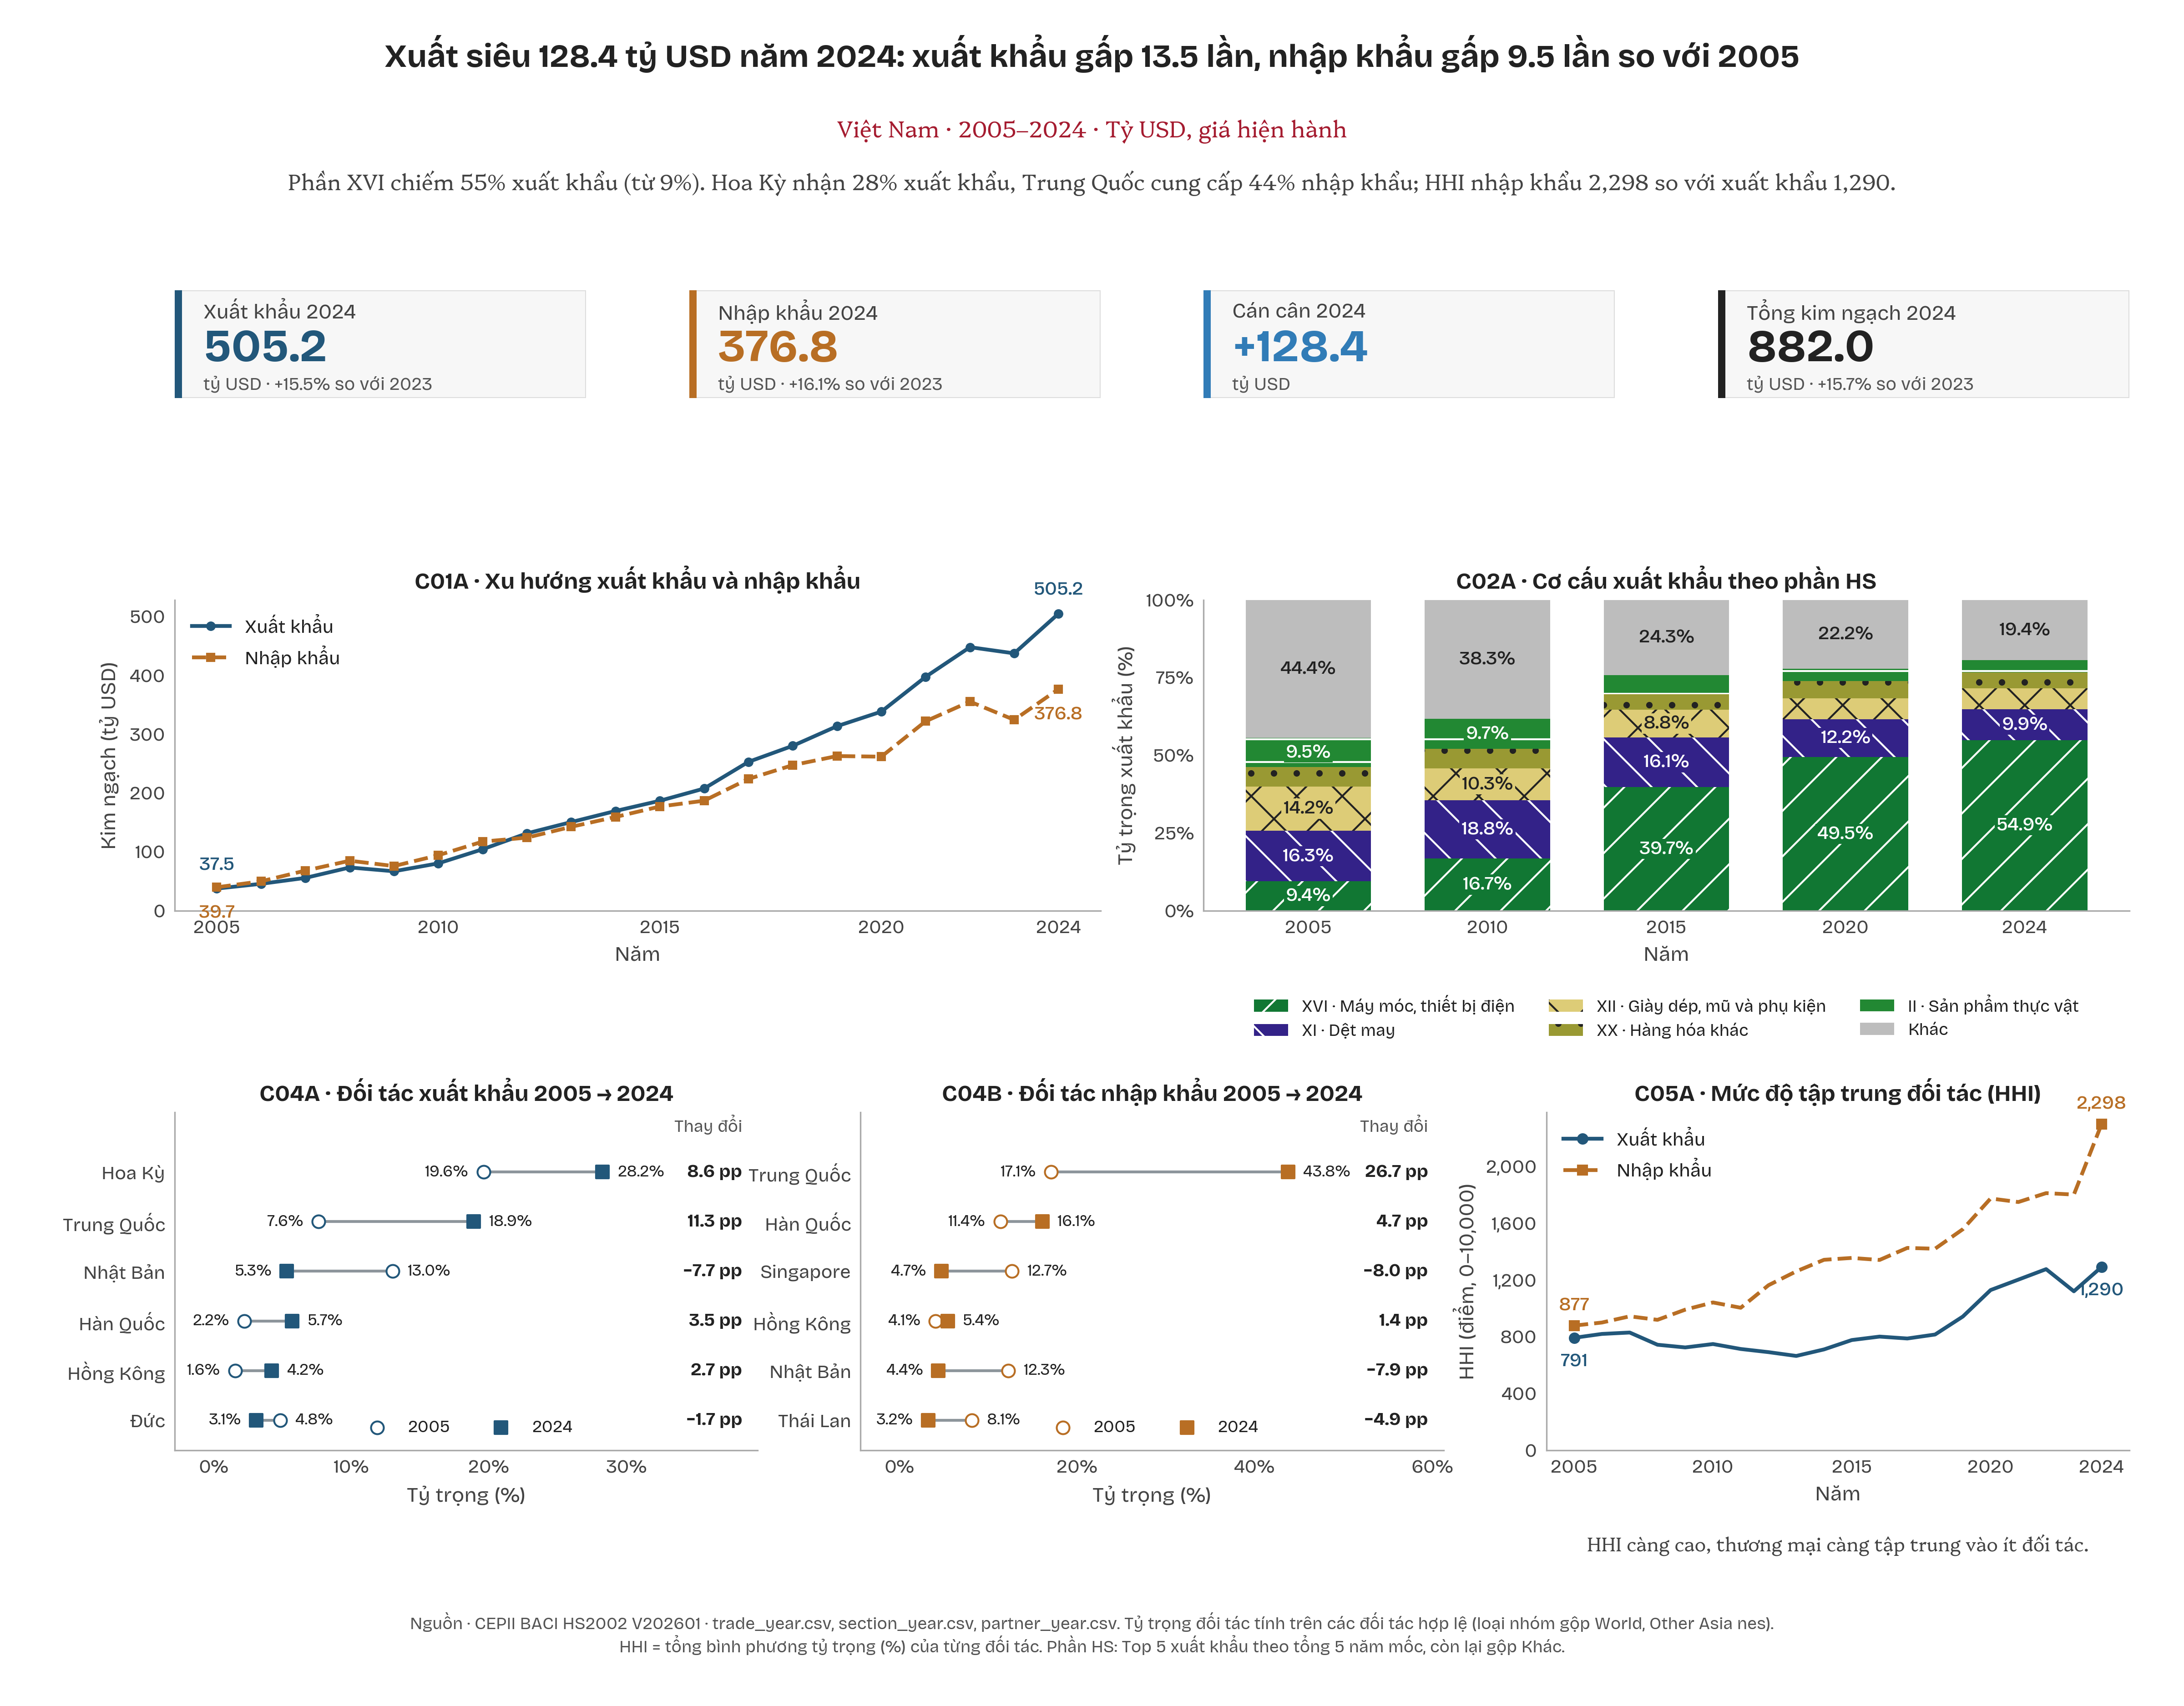 Xuất siêu 128.4 tỷ USD năm 2024: xuất khẩu gấp 13.5 lần, nhập khẩu gấp 9.5 lần so với 2005
Việt Nam · 2005–2024 · Tỷ USD, giá hiện hành
Phần XVI chiếm 55% xuất khẩu (từ 9%). Hoa Kỳ nhận 28% xuất khẩu, Trung Quốc cung cấp 44% nhập khẩu; HHI nhập khẩu 2,298 so với xuất khẩu 1,290.
Xuất khẩu 2024
505.2
tỷ USD · +15.5% so với 2023
Nhập khẩu 2024
376.8
tỷ USD · +16.1% so với 2023
Cán cân 2024
+128.4
tỷ USD
Tổng kim ngạch 2024
882.0
tỷ USD · +15.7% so với 2023
C01A · Xu hướng xuất khẩu và nhập khẩu
Kim ngạch (tỷ USD)
500
400
300
200
100
0
Xuất khẩu
Nhập khẩu
505.2
376.8
37.5
39.7
2005
2010
2015
2020
2024
Năm
C02A · Cơ cấu xuất khẩu theo phần HS
Tỷ trọng xuất khẩu (%)
100%
75%
50%
25%
0%
44.4%
9.5%
14.2%
16.3%
9.4%
38.3%
9.7%
10.3%
18.8%
16.7%
24.3%
8.8%
16.1%
39.7%
22.2%
12.2%
49.5%
19.4%
9.9%
54.9%
2005
2010
2015
2020
2024
Năm
XVI · Máy móc, thiết bị điện
XI · Dệt may
XII · Giày dép, mũ và phụ kiện
XX · Hàng hóa khác
II · Sản phẩm thực vật
Khác
C04A · Đối tác xuất khẩu 2005 → 2024
Thay đổi
Hoa Kỳ 19.6% 28.2% 8.6 pp
Trung Quốc 7.6% 18.9% 11.3 pp
Nhật Bản 5.3% 13.0% −7.7 pp
Hàn Quốc 2.2% 5.7% 3.5 pp
Hồng Kông 1.6% 4.2% 2.7 pp
Đức 3.1% 4.8% −1.7 pp
2005 2024
0% 10% 20% 30%
Tỷ trọng (%)
C04B · Đối tác nhập khẩu 2005 → 2024
Thay đổi
Trung Quốc 17.1% 43.8% 26.7 pp
Hàn Quốc 11.4% 16.1% 4.7 pp
Singapore 4.7% 12.7% −8.0 pp
Hồng Kông 4.1% 5.4% 1.4 pp
Nhật Bản 4.4% 12.3% −7.9 pp
Thái Lan 3.2% 8.1% −4.9 pp
2005 2024
0% 20% 40% 60%
Tỷ trọng (%)
C05A · Mức độ tập trung đối tác (HHI)
HHI (điểm, 0–10,000)
Xuất khẩu
Nhập khẩu
2,298
1,290
877
791
2,000
1,600
1,200
800
400
0
2005
2010
2015
2020
2024
Năm
HHI càng cao, thương mại càng tập trung vào ít đối tác.
Nguồn · CEPII BACI HS2002 V202601 · trade_year.csv, section_year.csv, partner_year.csv. Tỷ trọng đối tác tính trên các đối tác hợp lệ (loại nhóm gộp World, Other Asia nes).
HHI = tổng bình phương tỷ trọng (%) của từng đối tác. Phần HS: Top 5 xuất khẩu theo tổng 5 năm mốc, còn lại gộp Khác.